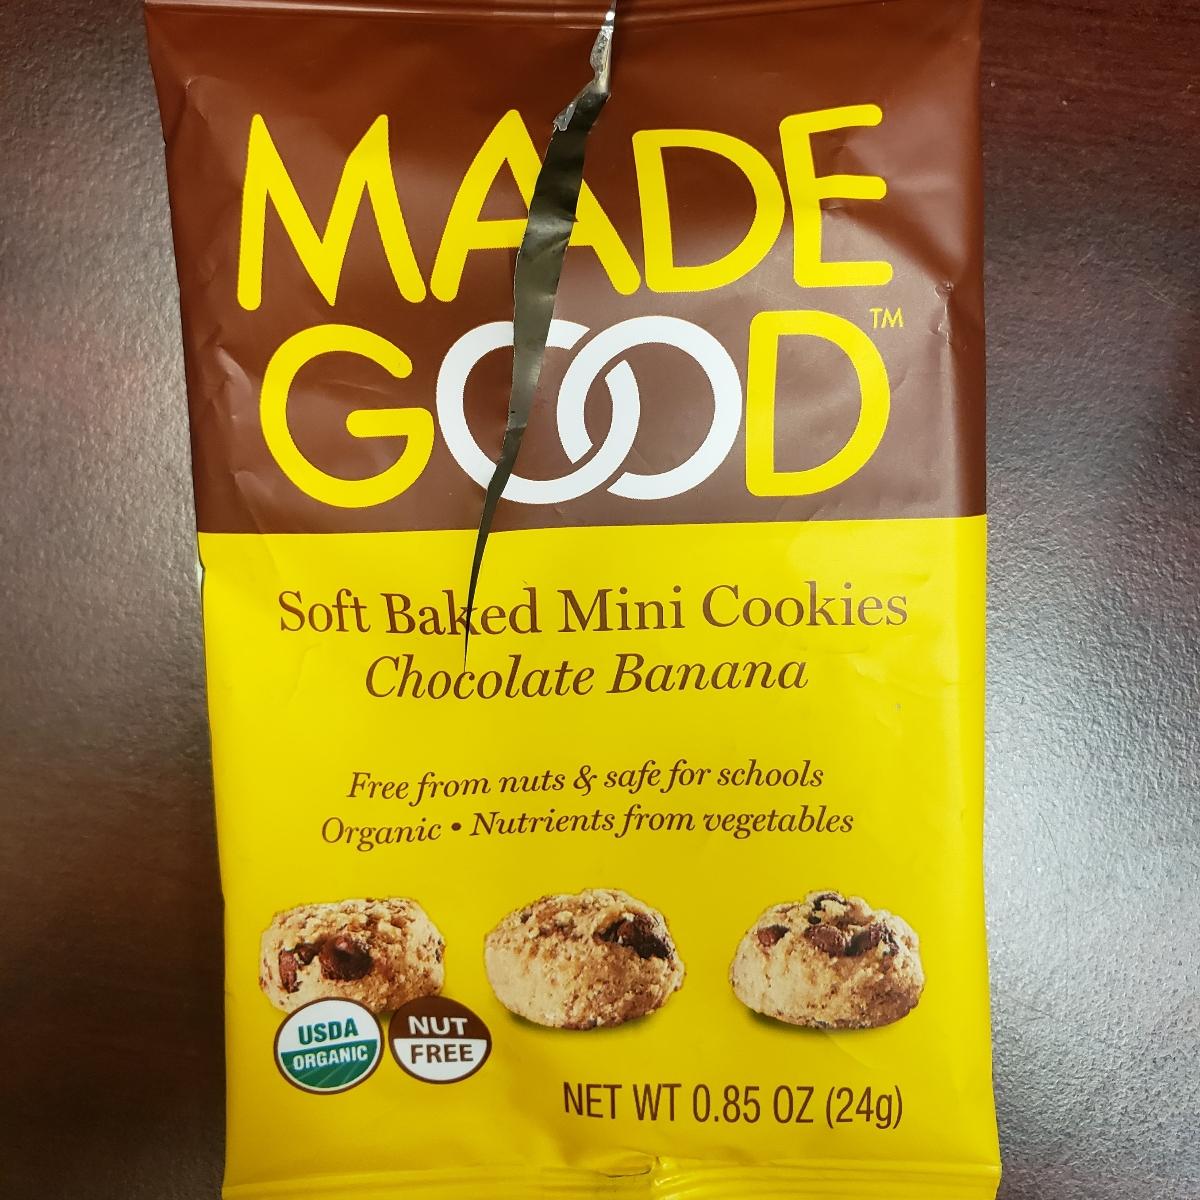 MADE
GOOD™
Soft Baked Mini Cookies
Chocolate Banana
Free from nuts & safe for schools
Organic • Nutrients from vegetables
USDA
ORGANIC
NUT
FREE
NET WT 0.85 OZ (24g)